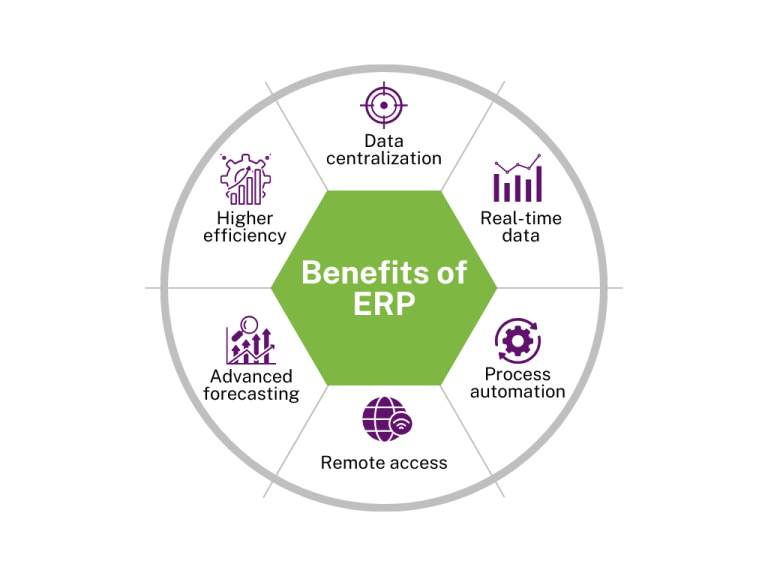 Data
centralization
Real-time
data
Process
automation
Remote access
Advanced
forecasting
Higher
efficiency
Benefits of
ERP